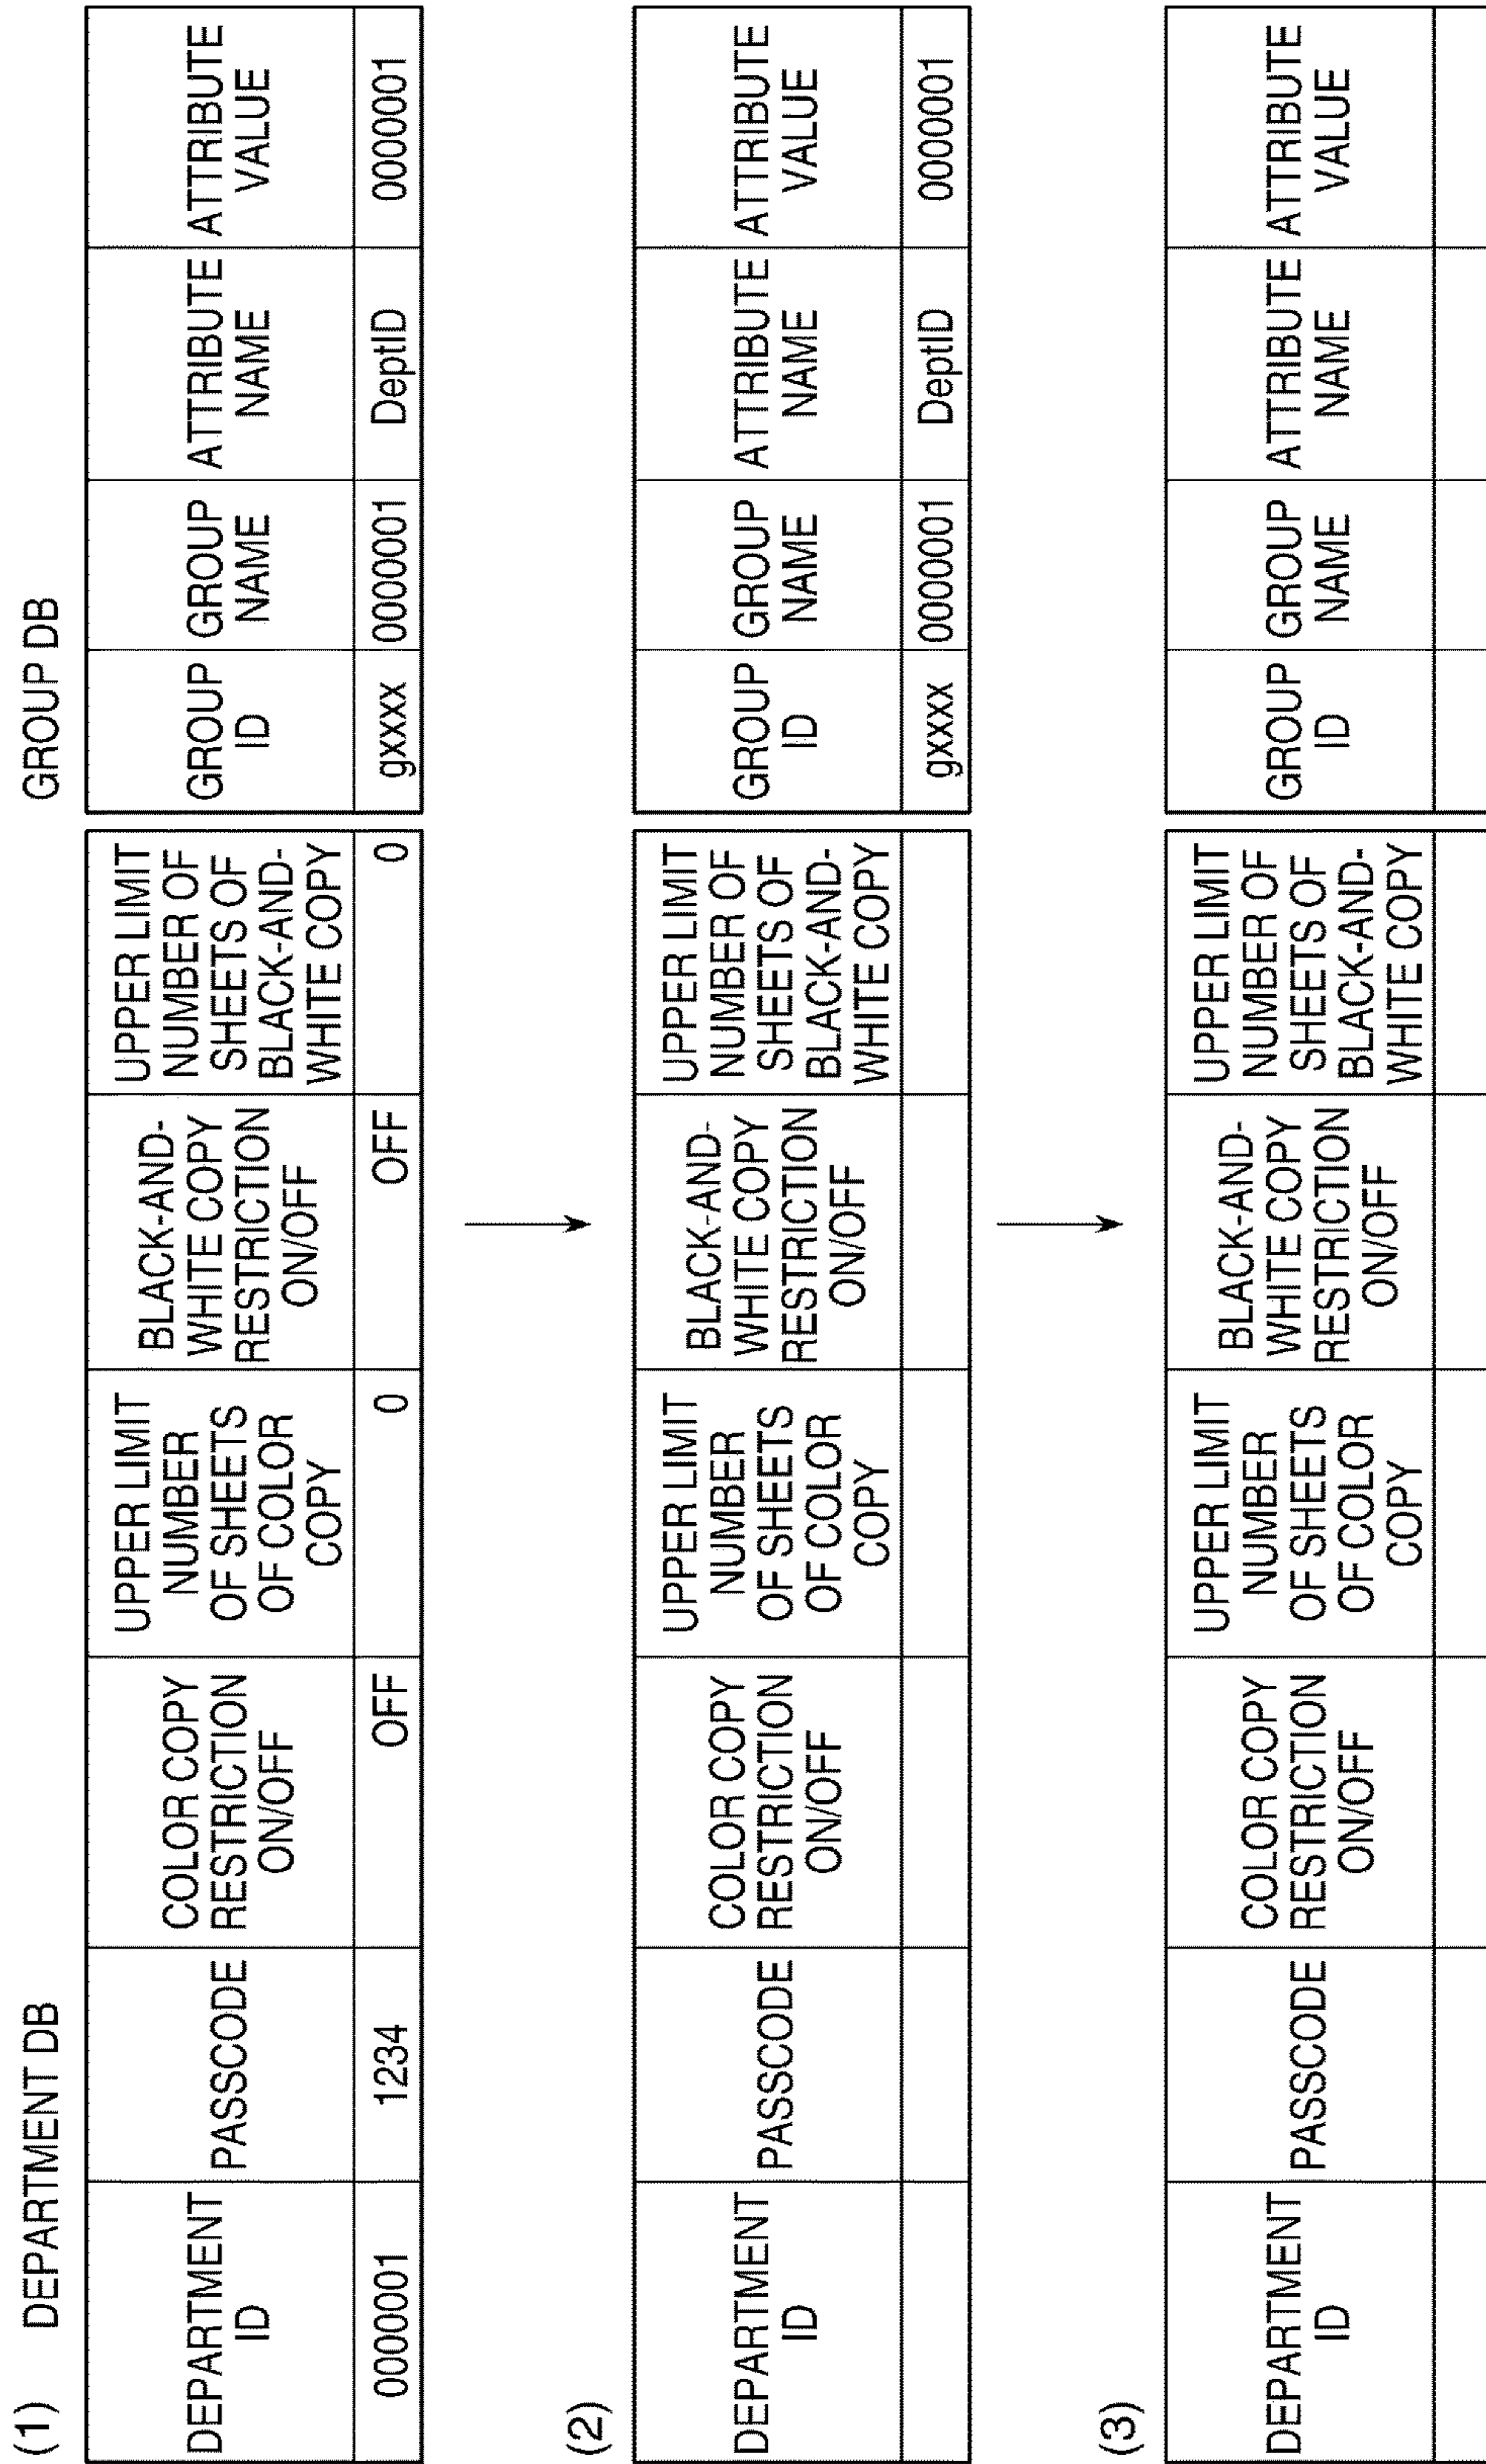 (1) DEPARTMENT DB
GROUP DB
DEPARTMENT
ID
PASSCODE
COLOR COPY
RESTRICTION
ON/OFF
UPPER LIMIT
NUMBER
OF SHEETS
OF COLOR
COPY
BLACK-AND-
WHITE COPY
RESTRICTION
ON/OFF
UPPER LIMIT
NUMBER OF
SHEETS OF
BLACK-AND-
WHITE COPY
GROUP
ID
GROUP
NAME
ATTRIBUTE
NAME
ATTRIBUTE
VALUE
0000001 1234 OFF 0 OFF 0 gxxxx 0000001 DeptID 0000001
(2)
DEPARTMENT
ID
PASSCODE
COLOR COPY
RESTRICTION
ON/OFF
UPPER LIMIT
NUMBER
OF SHEETS
OF COLOR
COPY
BLACK-AND-
WHITE COPY
RESTRICTION
ON/OFF
UPPER LIMIT
NUMBER OF
SHEETS OF
BLACK-AND-
WHITE COPY
GROUP
ID
GROUP
NAME
ATTRIBUTE
NAME
ATTRIBUTE
VALUE
gxxxx 0000001 DeptID 0000001
(3)
DEPARTMENT
ID
PASSCODE
COLOR COPY
RESTRICTION
ON/OFF
UPPER LIMIT
NUMBER
OF SHEETS
OF COLOR
COPY
BLACK-AND-
WHITE COPY
RESTRICTION
ON/OFF
UPPER LIMIT
NUMBER OF
SHEETS OF
BLACK-AND-
WHITE COPY
GROUP
ID
GROUP
NAME
ATTRIBUTE
NAME
ATTRIBUTE
VALUE